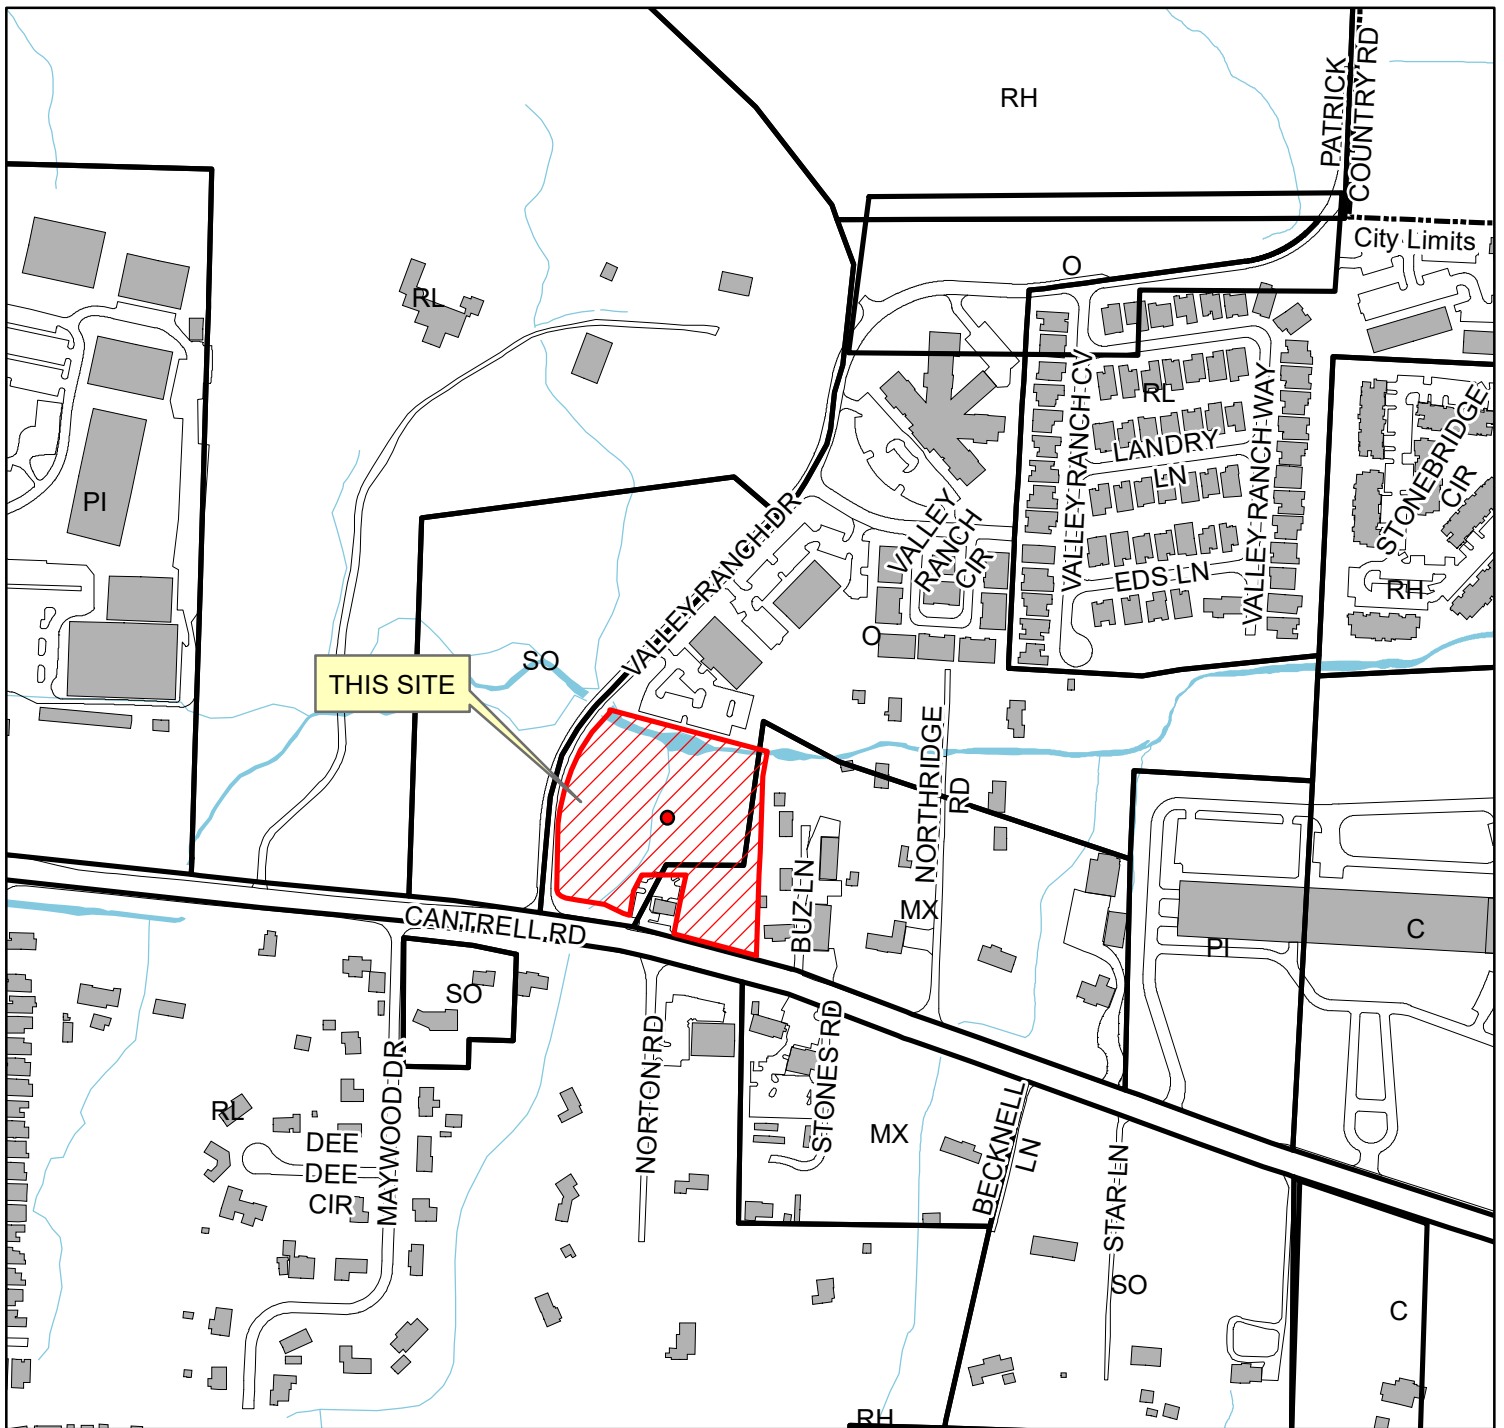 RH
PATRICK
COUNTRY RD
City Limits
O
RL
RL
VALLEY RANCH CV
LANDRY
LN
VALLEY RANCH WAY
STONEBRIDGE
CIR
PI
VALLEY RANCH DR
VALLEY
RANCH
CIR
EDS LN
RH
O
SO
THIS SITE
NORTHRIDGE
RD
BUZ LN
MX
CANTRELL RD
C
PI
SO
NORTON RD
STONES RD
MAYWOOD DR
RL
DEE
DEE
CIR
MX
BECKNELL
LN
STAR LN
SO
C
RH